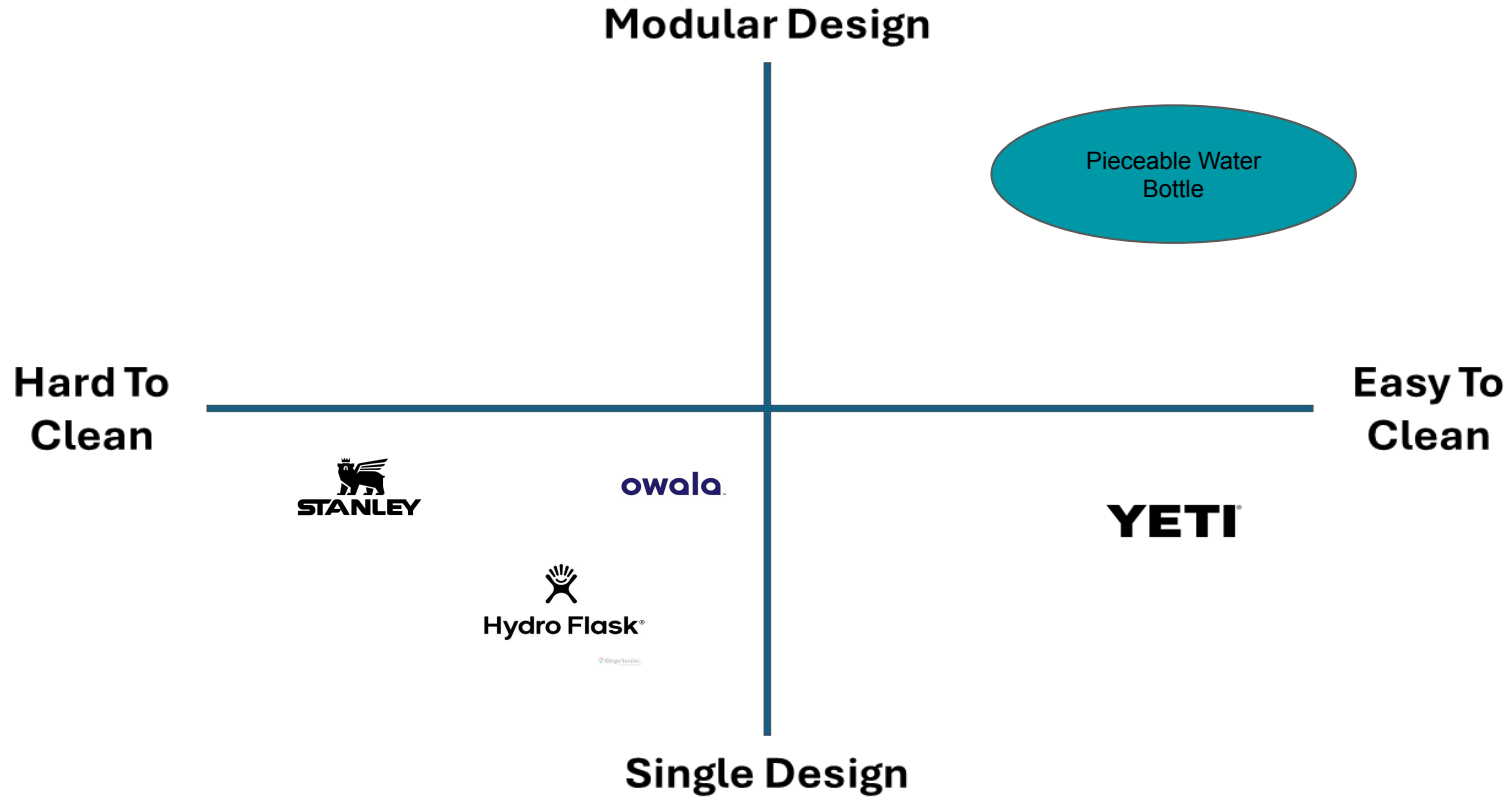 Modular Design
Pieceable Water
Bottle
Hard To
Clean
Easy To
Clean
STANLEY
owala
YETI
Hydro Flask
Single Design